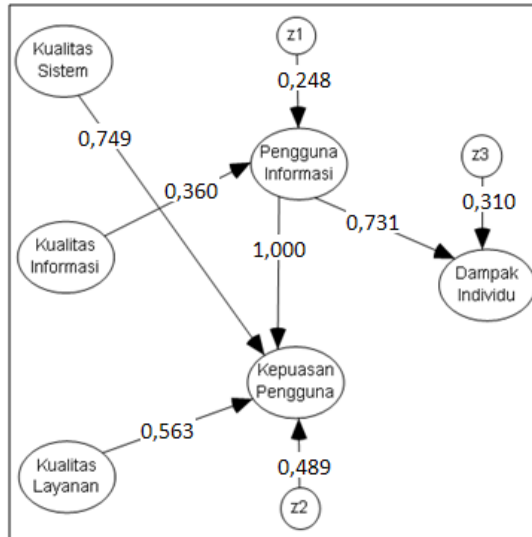 Kualitas
Sistem
z1
0,248
0,749
Pengguna
Informasi
z3
0,360
0,731
0,310
Kualitas
Informasi
1,000
Dampak
Individu
Kepuasan
Pengguna
0,563
Kualitas
Layanan
0,489
z2